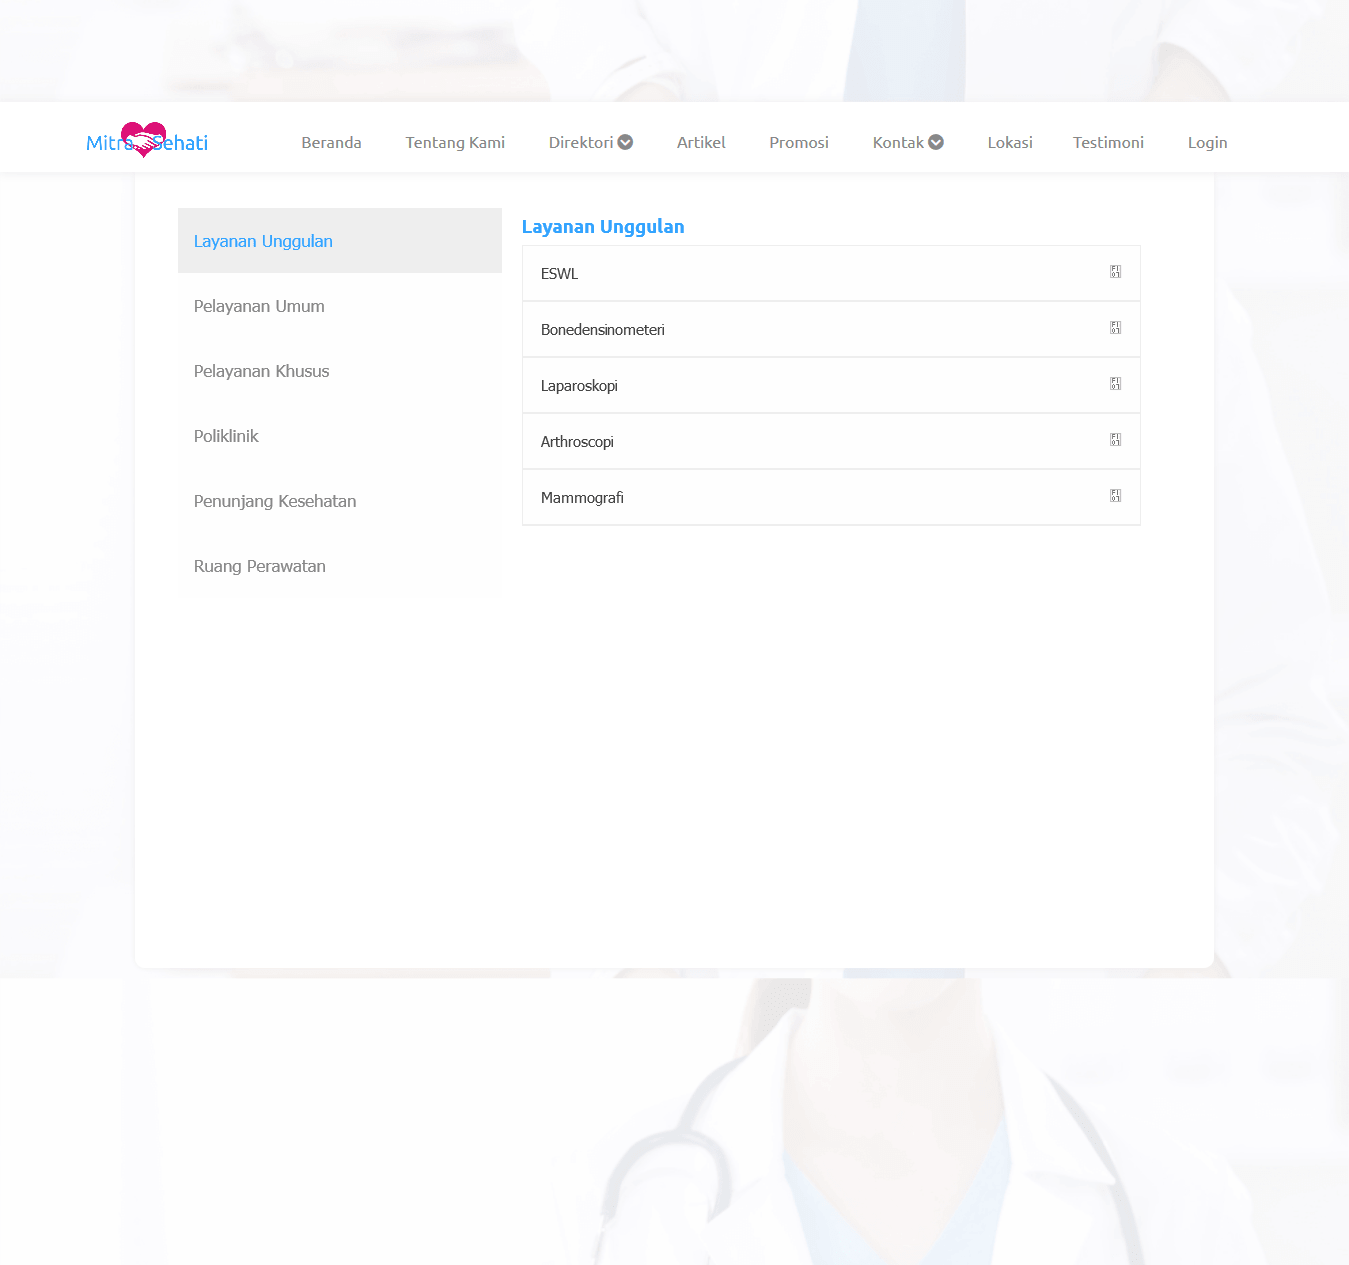 Mitra Sehati
Beranda Tentang Kami Direktori Artikel Promosi Kontak Lokasi Testimoni Login
Layanan Unggulan
Pelayanan Umum
Pelayanan Khusus
Poliklinik
Penunjang Kesehatan
Ruang Perawatan
Layanan Unggulan
ESWL
Bonedensinometeri
Laparoskopi
Arthroscopi
Mammografi